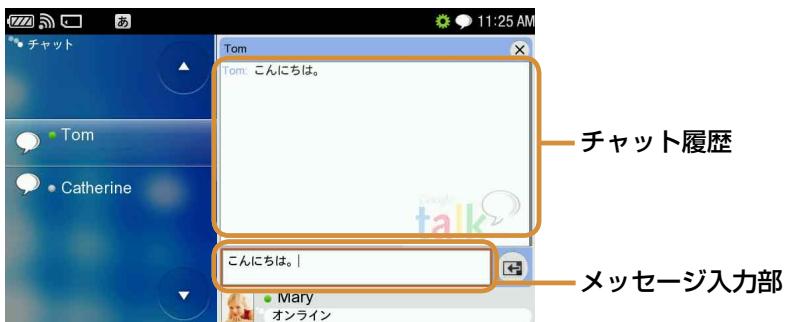 あ
11:25 AM
チャット
Tom
Catherine
Tom
Tom: こんにちは。
Google
talk
こんにちは。
Mary
オンライン
チャット履歴
メッセージ入力部